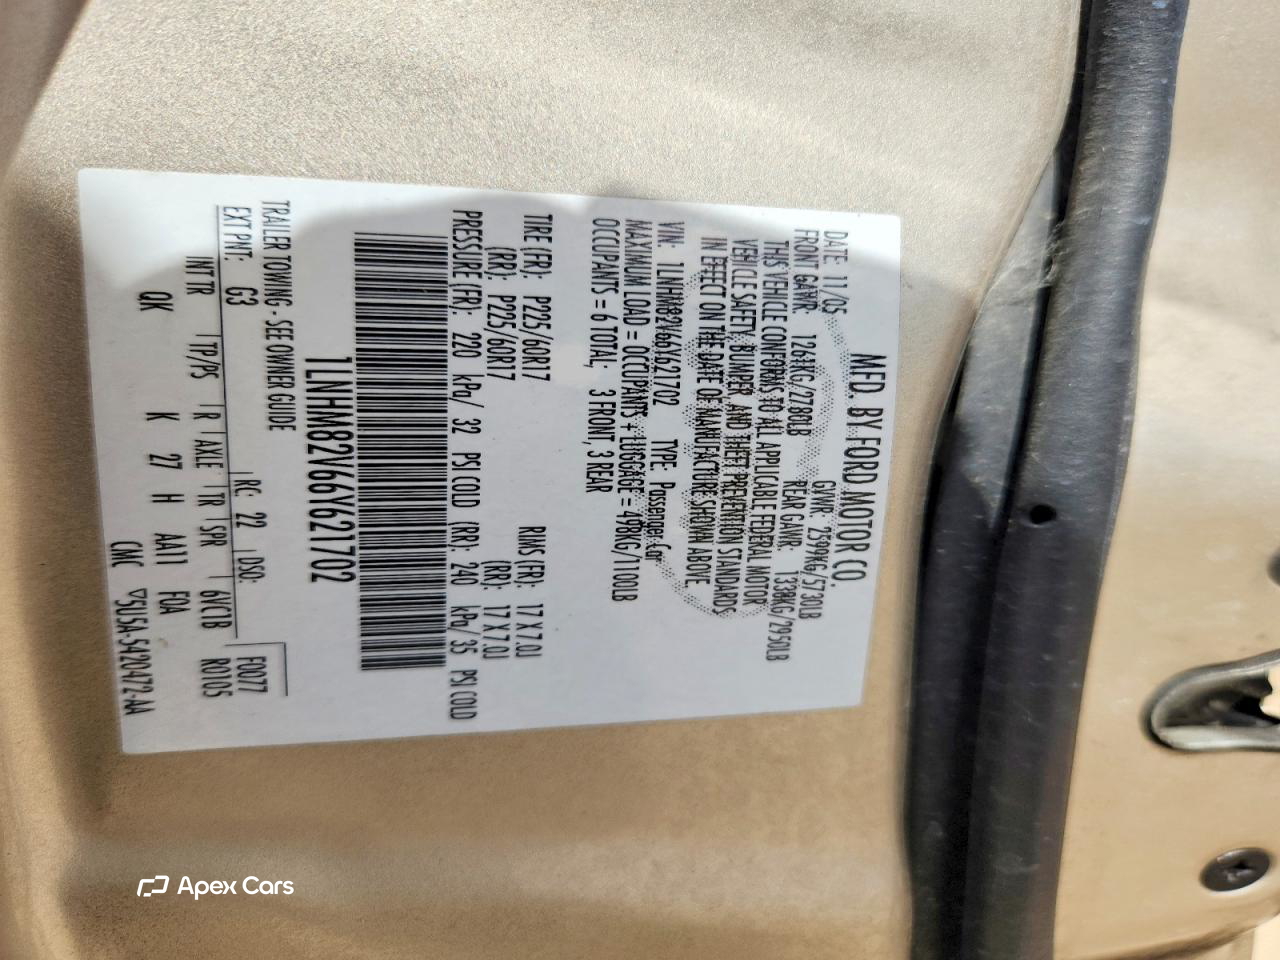 MFD. BY FORD MOTOR CO.
DATE: 11/05 GVWR: 2599KG/5730LB
FRONT GAWR: 1261KG/2780LB REAR GAWR: 1338KG/2950LB
THIS VEHICLE CONFORMS TO ALL APPLICABLE FEDERAL MOTOR
VEHICLE SAFETY, BUMPER, AND THEFT PREVENTION STANDARDS
IN EFFECT ON THE DATE OF MANUFACTURE SHOWN ABOVE.
VIN: 1LNHM82V66Y621702 TYPE: Passenger Car
MAXIMUM LOAD = OCCUPANTS + LUGGAGE = 498KG/1100LB
OCCUPANTS = 6 TOTAL; 3 FRONT, 3 REAR
TIRE (FR): P225/60R17 RIMS (FR): 17 X 7.0J
(RR): P225/60R17 (RR): 17 X 7.0J
PRESSURE (FR): 220 kPa/ 32 PSI COLD (RR): 240 kPa/ 35 PSI COLD
1LNHM82V66Y621702
TRAILER TOWING - SEE OWNER GUIDE
EXT PNT: G3 RC: 22 DSO: F0077
R0105
INT TR TP/PS R AXLE TR SPR 6YC1B
QK K 27 H AA11 FDA
CMC ▽5U5A-5420472-AA
Apex Cars